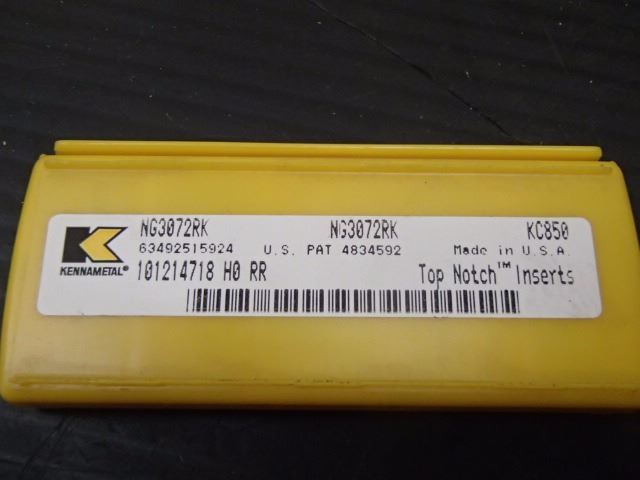 NG3072RK NG3072RK KC850
63492515924 U.S. PAT 4834592 Made in U.S.A.
KENNAMETAL® 101214718 H0 RR Top Notch™ Inserts